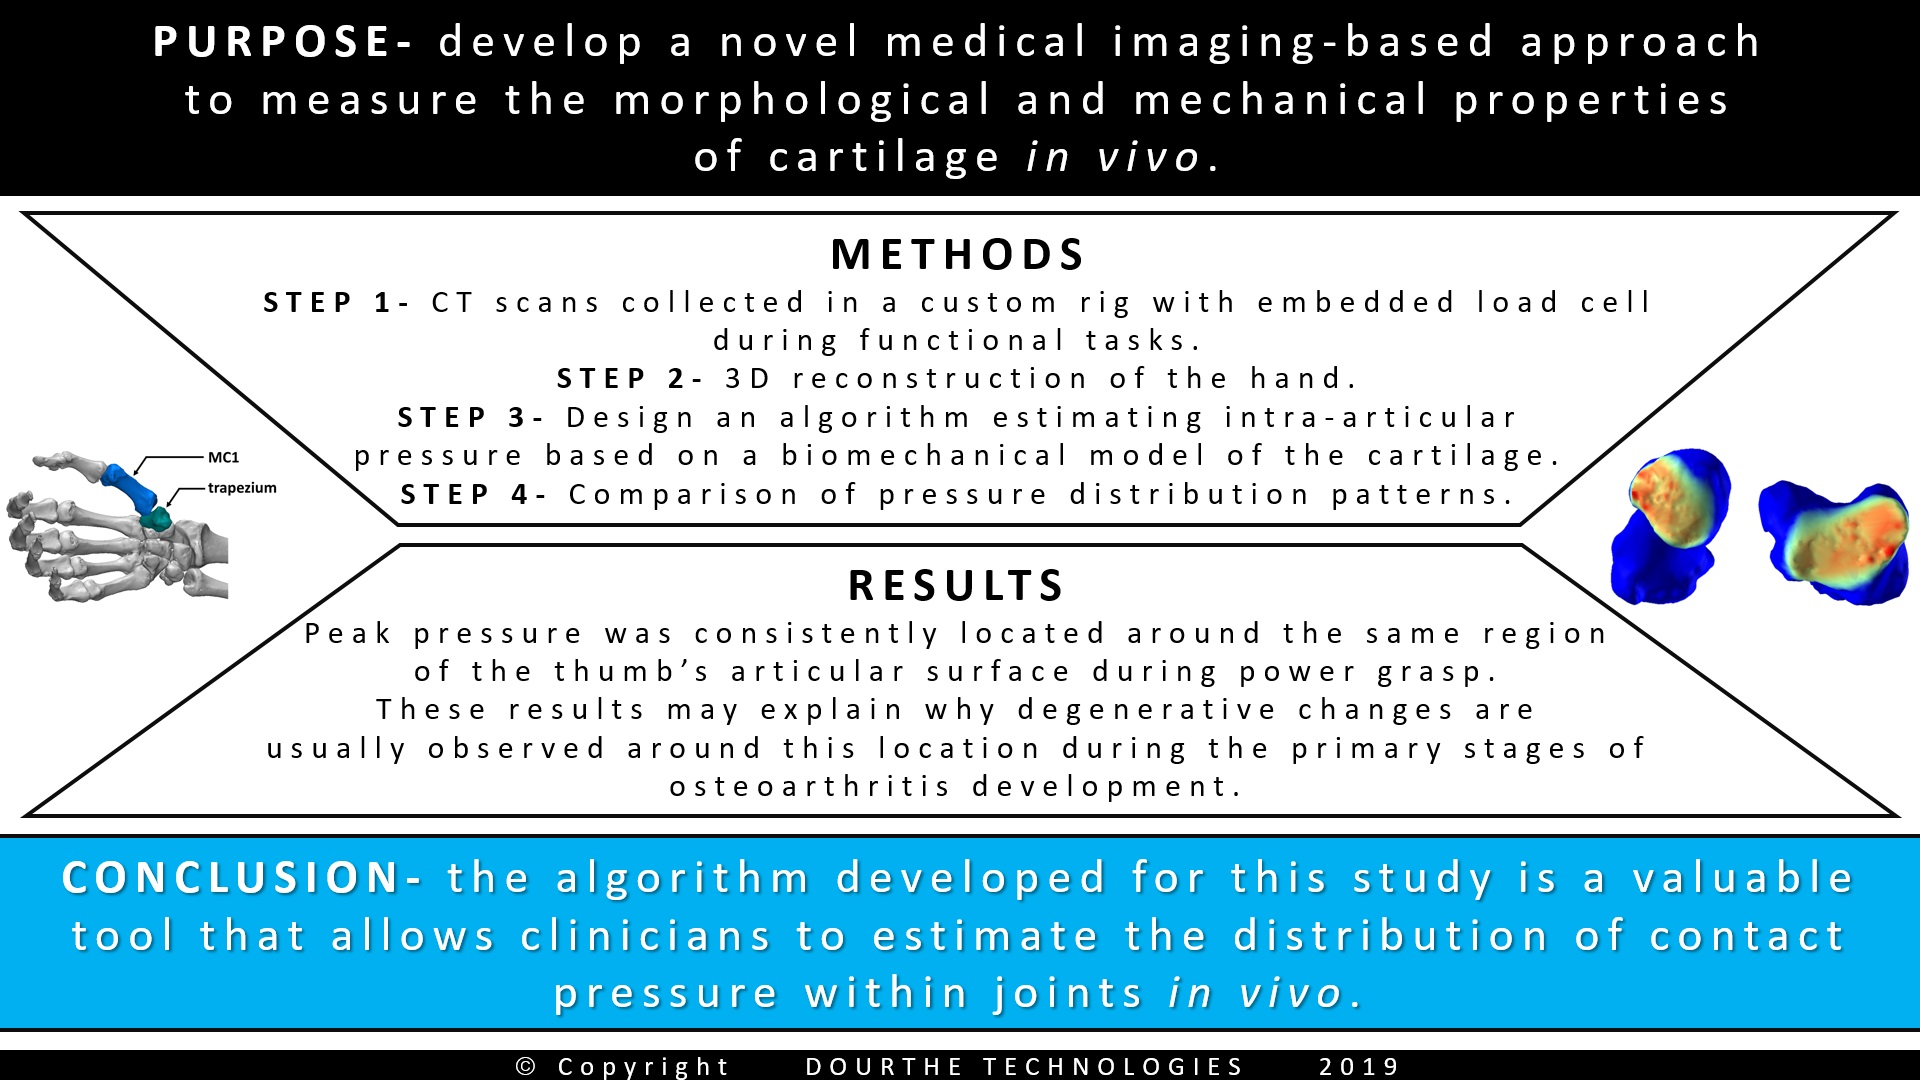 PURPOSE- develop a novel medical imaging-based approach
to measure the morphological and mechanical properties
of cartilage in vivo.
METHODS
STEP 1- CT scans collected in a custom rig with embedded load cell
during functional tasks.
STEP 2- 3D reconstruction of the hand.
STEP 3- Design an algorithm estimating intra-articular
pressure based on a biomechanical model of the cartilage.
STEP 4- Comparison of pressure distribution patterns.
MC1
trapezium
RESULTS
Peak pressure was consistently located around the same region
of the thumb’s articular surface during power grasp.
These results may explain why degenerative changes are
usually observed around this location during the primary stages of
osteoarthritis development.
CONCLUSION- the algorithm developed for this study is a valuable
tool that allows clinicians to estimate the distribution of contact
pressure within joints in vivo.
© Copyright DOURTHE TECHNOLOGIES 2019